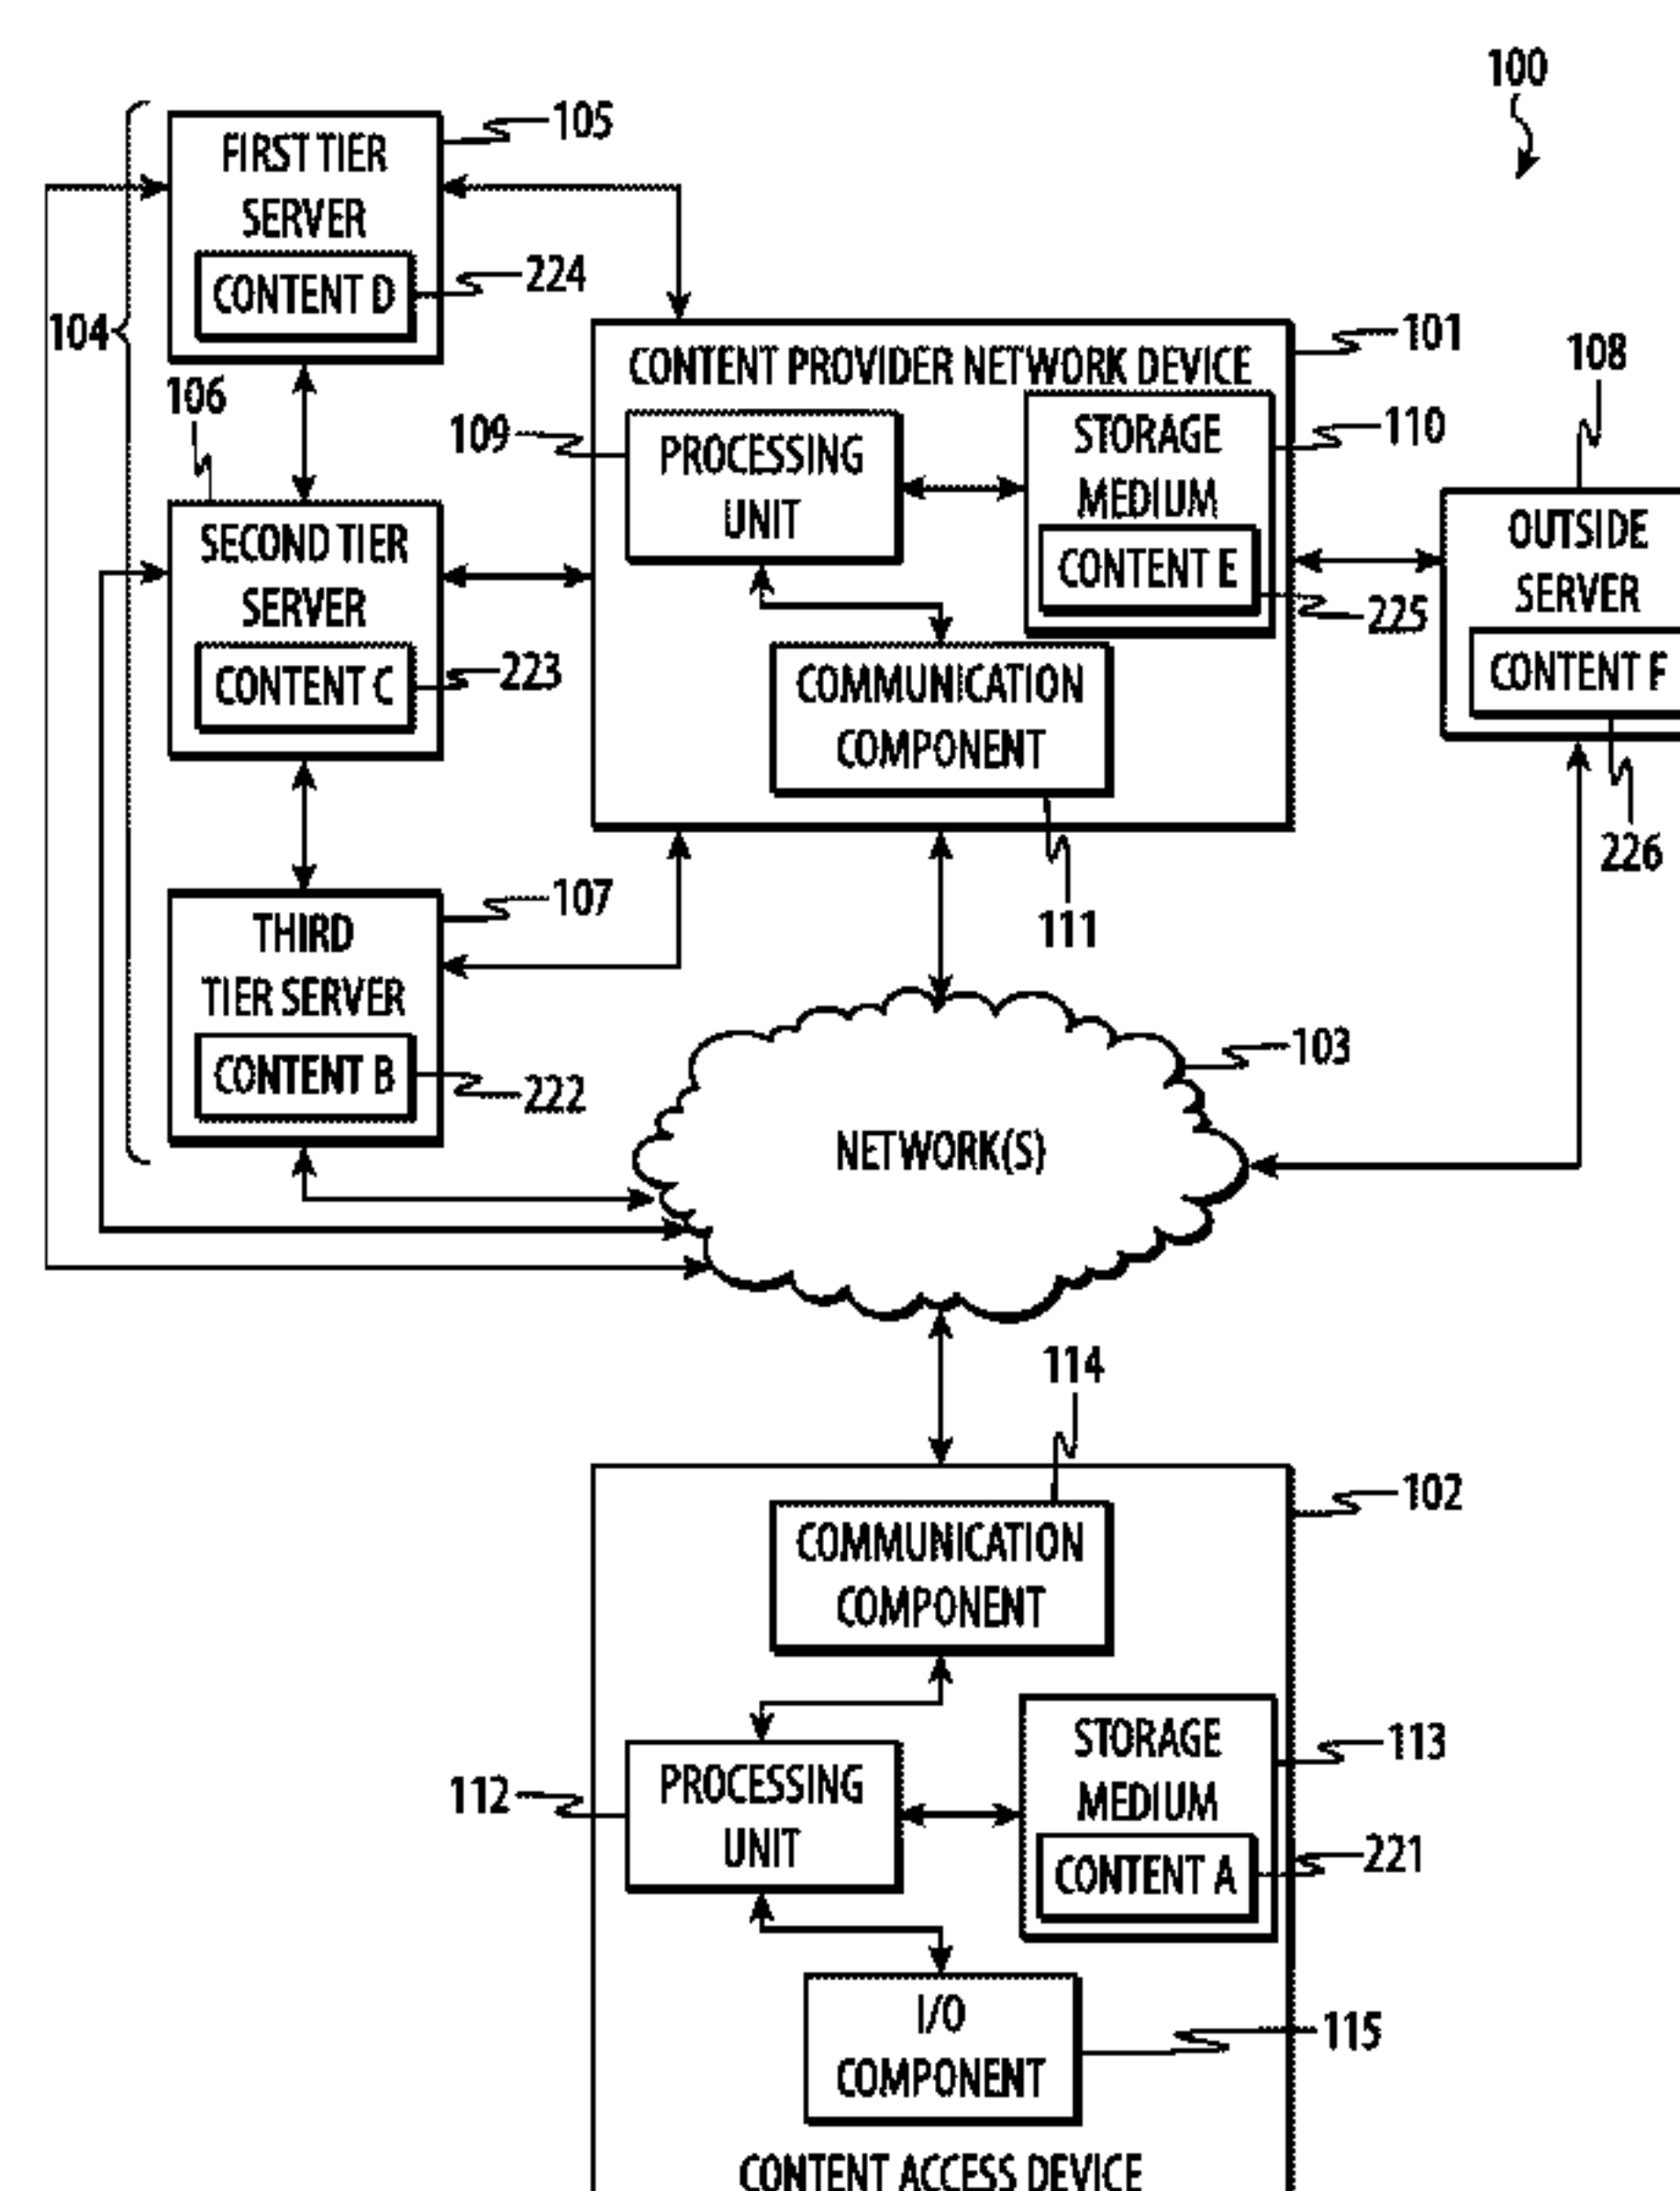 100
FIRST TIER
SERVER
CONTENT D
105
224
104
106
SECOND TIER
SERVER
CONTENT C
223
THIRD
TIER SERVER
CONTENT B
107
222
CONTENT PROVIDER NETWORK DEVICE
101
109
PROCESSING
UNIT
STORAGE
MEDIUM
CONTENT E
110
225
COMMUNICATION
COMPONENT
111
108
OUTSIDE
SERVER
CONTENT F
226
NETWORK(S)
103
114
102
COMMUNICATION
COMPONENT
112
PROCESSING
UNIT
STORAGE
MEDIUM
CONTENT A
113
221
I/O
COMPONENT
115
CONTENT ACCESS DEVICE